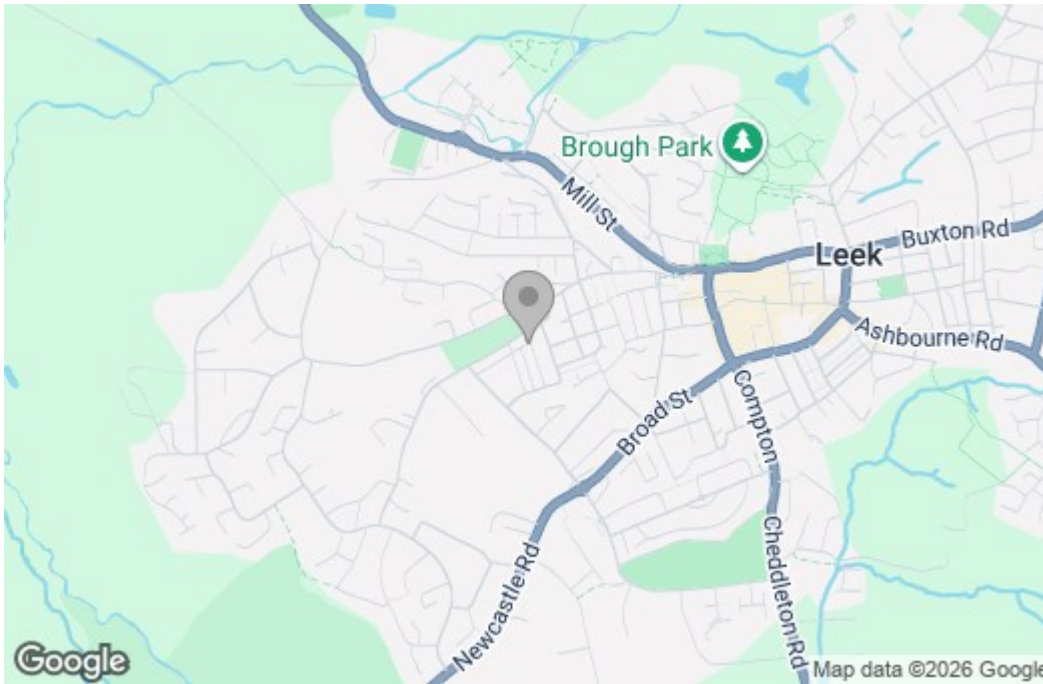 Brough Park
Mill St
Buxton Rd
Leek
Ashbourne Rd
Broad St
Compton
Cheddleton Rd
Newcastle Rd
Google
Map data ©2026 Google